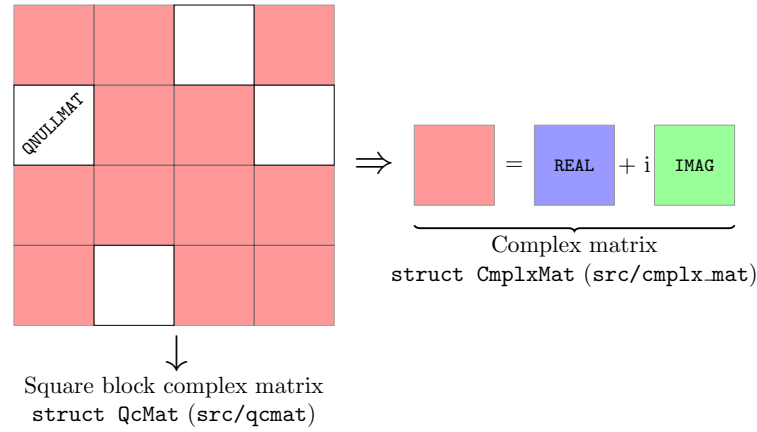 QNULLMAT
⇒
= REAL + i IMAG
Complex matrix
struct CmplxMat (src/cmplx_mat)
Square block complex matrix
struct QcMat (src/qcmat)